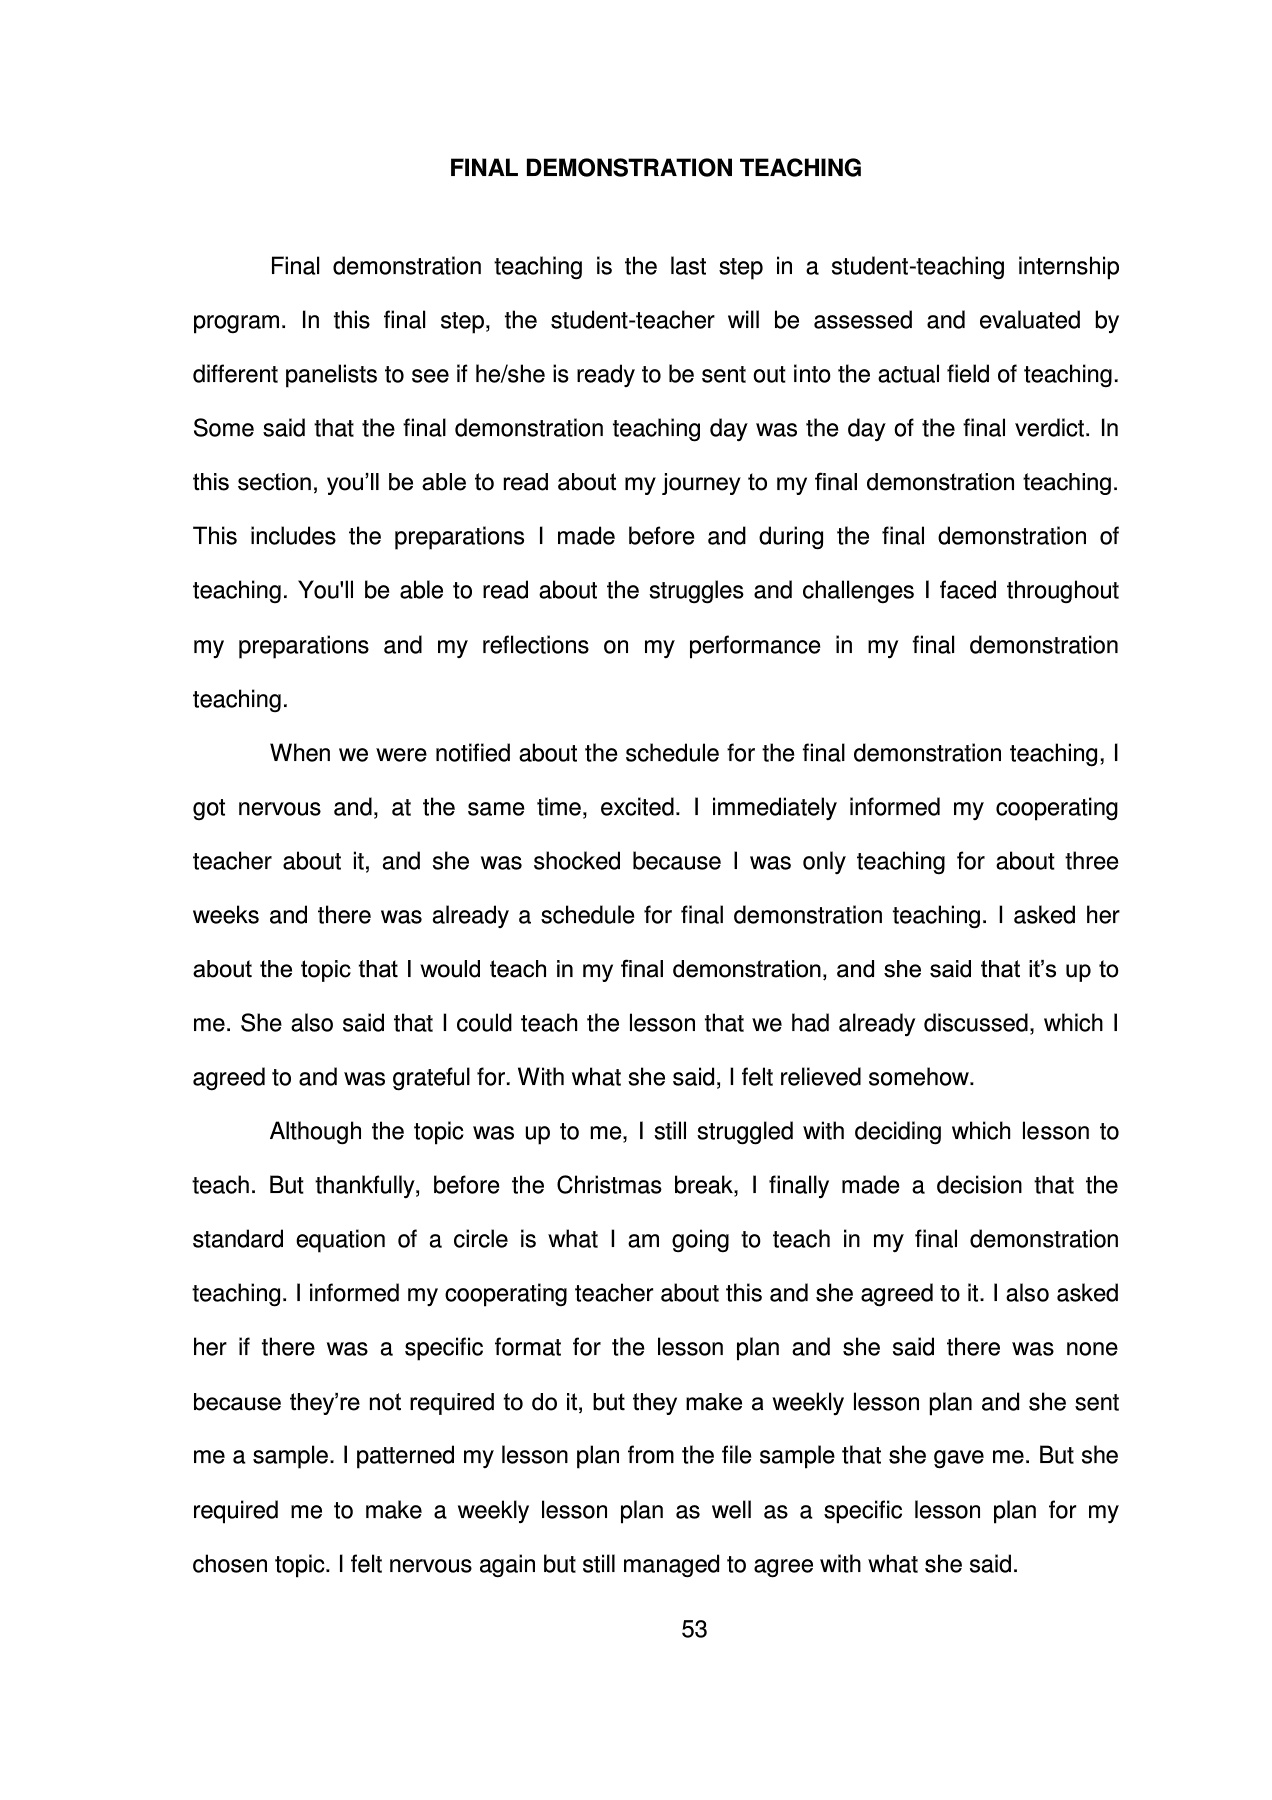 FINAL DEMONSTRATION TEACHING
Final demonstration teaching is the last step in a student-teaching internship
program. In this final step, the student-teacher will be assessed and evaluated by
different panelists to see if he/she is ready to be sent out into the actual field of teaching.
Some said that the final demonstration teaching day was the day of the final verdict. In
this section, you’ll be able to read about my journey to my final demonstration teaching.
This includes the preparations I made before and during the final demonstration of
teaching. You'll be able to read about the struggles and challenges I faced throughout
my preparations and my reflections on my performance in my final demonstration
teaching.
When we were notified about the schedule for the final demonstration teaching, I
got nervous and, at the same time, excited. I immediately informed my cooperating
teacher about it, and she was shocked because I was only teaching for about three
weeks and there was already a schedule for final demonstration teaching. I asked her
about the topic that I would teach in my final demonstration, and she said that it’s up to
me. She also said that I could teach the lesson that we had already discussed, which I
agreed to and was grateful for. With what she said, I felt relieved somehow.
Although the topic was up to me, I still struggled with deciding which lesson to
teach. But thankfully, before the Christmas break, I finally made a decision that the
standard equation of a circle is what I am going to teach in my final demonstration
teaching. I informed my cooperating teacher about this and she agreed to it. I also asked
her if there was a specific format for the lesson plan and she said there was none
because they’re not required to do it, but they make a weekly lesson plan and she sent
me a sample. I patterned my lesson plan from the file sample that she gave me. But she
required me to make a weekly lesson plan as well as a specific lesson plan for my
chosen topic. I felt nervous again but still managed to agree with what she said.
53